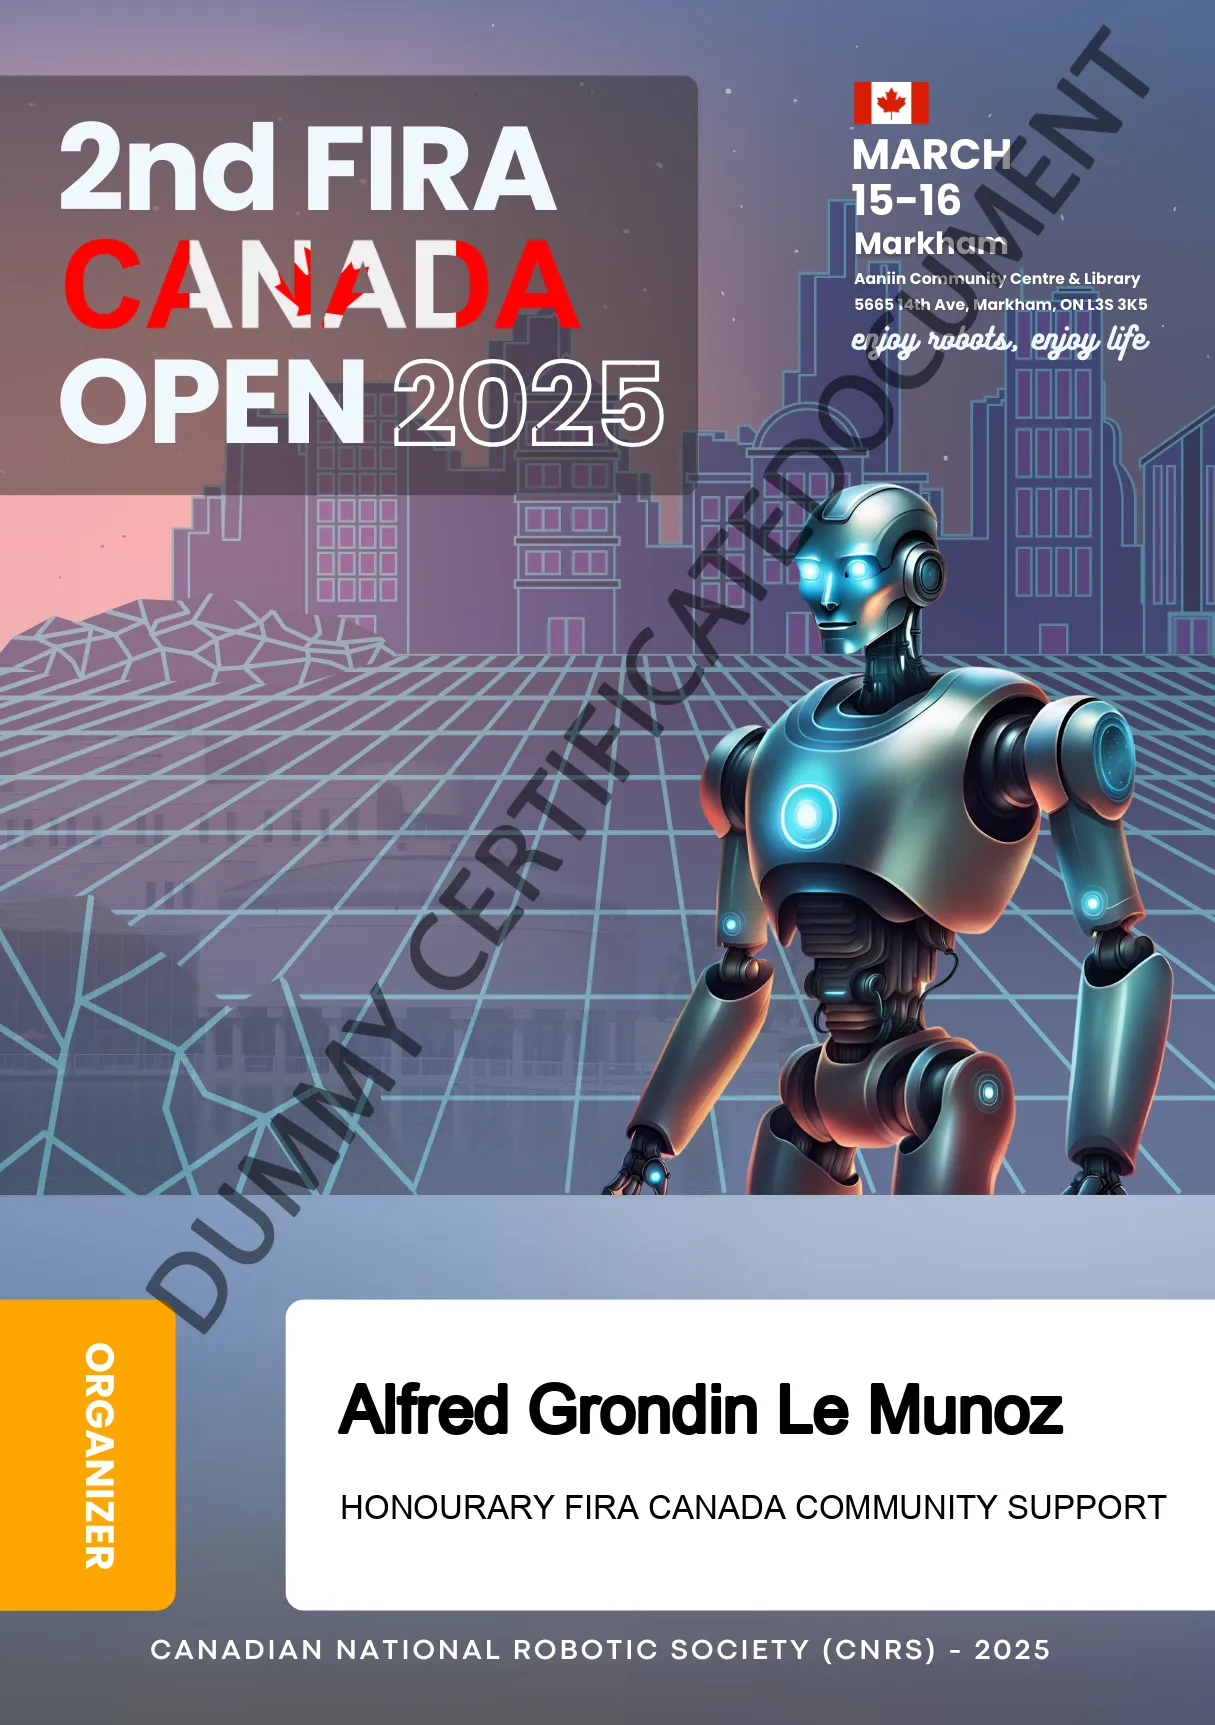 2nd FIRA
CANADA
OPEN 2025
MARCH
15-16
Markham
Aaniin Community Centre & Library
5665 14th Ave, Markham, ON L3S 3K5
enjoy robots, enjoy life
DUMMY CERTIFICATEDOCUMENT
ORGANIZER
Alfred Grondin Le Munoz
HONOURARY FIRA CANADA COMMUNITY SUPPORT
CANADIAN NATIONAL ROBOTIC SOCIETY (CNRS) - 2025